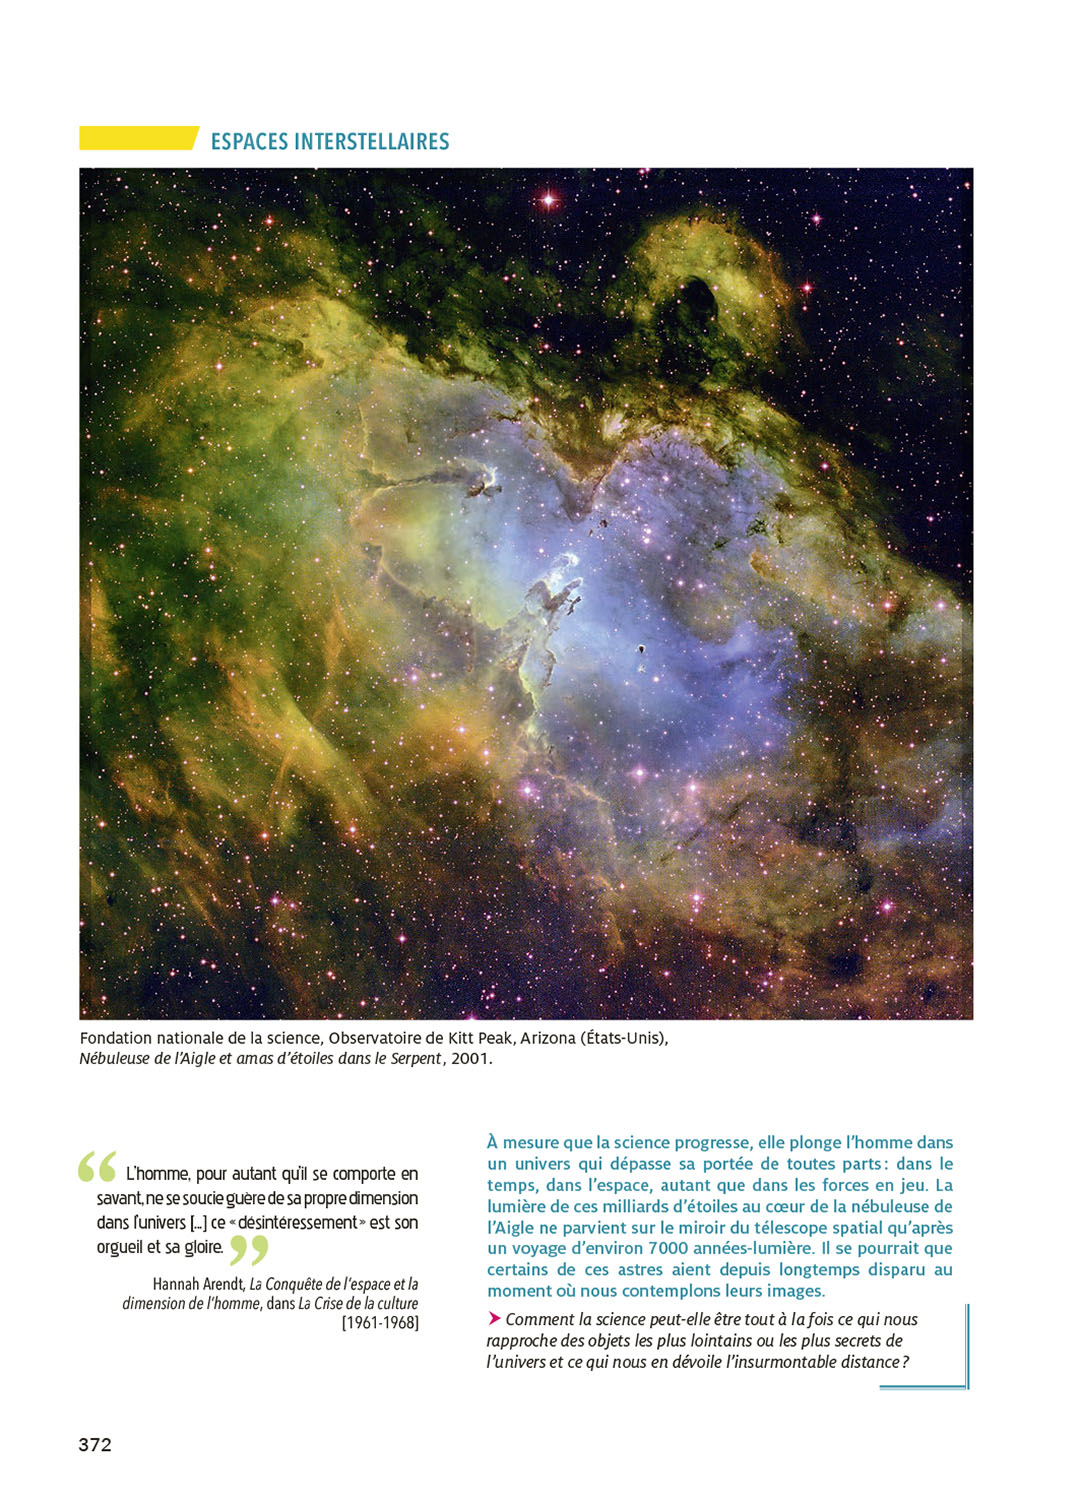 ESPACES INTERSTELLAIRES
Fondation nationale de la science, Observatoire de Kitt Peak, Arizona (États-Unis),
Nébuleuse de l’Aigle et amas d’étoiles dans le Serpent, 2001.
“ L’homme, pour autant qu’il se comporte en
savant, ne se soucie guère de sa propre dimension
dans l’univers [...] ce « désintéressement » est son
orgueil et sa gloire. ”
Hannah Arendt, La Conquête de l’espace et la
dimension de l’homme, dans La Crise de la culture
[1961-1968]
À mesure que la science progresse, elle plonge l’homme dans
un univers qui dépasse sa portée de toutes parts : dans le
temps, dans l’espace, autant que dans les forces en jeu. La
lumière de ces milliards d’étoiles au cœur de la nébuleuse de
l’Aigle ne parvient sur le miroir du télescope spatial qu’après
un voyage d’environ 7000 années-lumière. Il se pourrait que
certains de ces astres aient depuis longtemps disparu au
moment où nous contemplons leurs images.
➤ Comment la science peut-elle être tout à la fois ce qui nous
rapproche des objets les plus lointains ou les plus secrets de
l’univers et ce qui nous en dévoile l’insurmontable distance ?
372